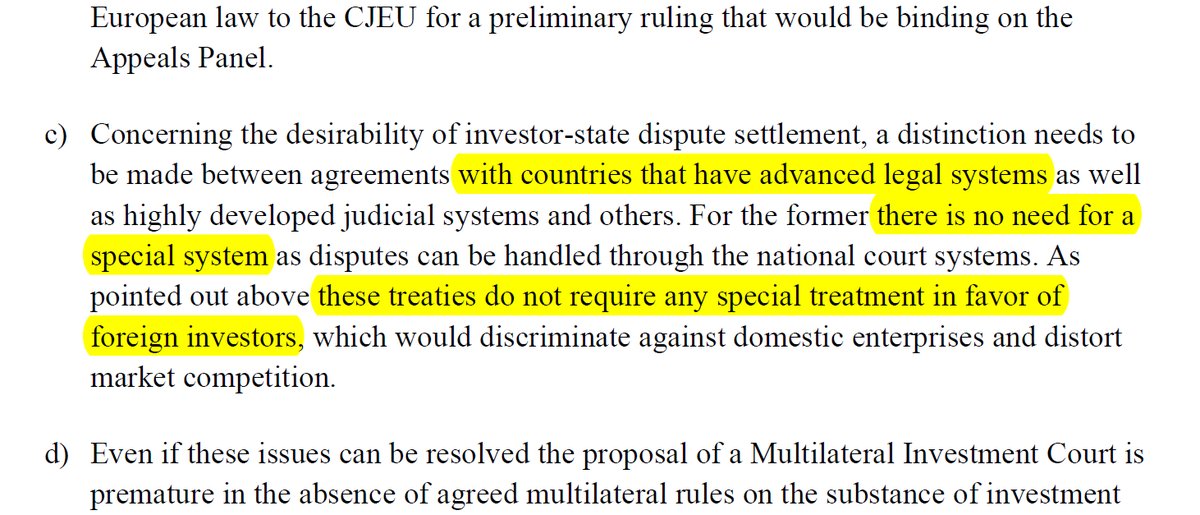 European law to the CJEU for a preliminary ruling that would be binding on the
Appeals Panel.
c) Concerning the desirability of investor-state dispute settlement, a distinction needs to
be made between agreements with countries that have advanced legal systems as well
as highly developed judicial systems and others. For the former there is no need for a
special system as disputes can be handled through the national court systems. As
pointed out above these treaties do not require any special treatment in favor of
foreign investors, which would discriminate against domestic enterprises and distort
market competition.
d) Even if these issues can be resolved the proposal of a Multilateral Investment Court is
premature in the absence of agreed multilateral rules on the substance of investment